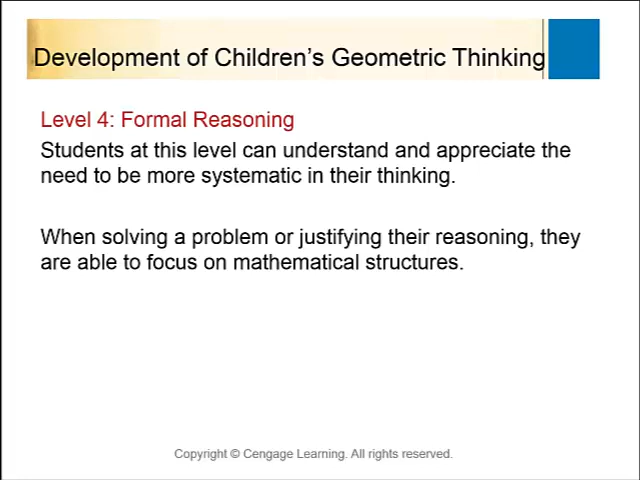 Development of Children's Geometric Thinking
Level 4: Formal Reasoning
Students at this level can understand and appreciate the
need to be more systematic in their thinking.
When solving a problem or justifying their reasoning, they
are able to focus on mathematical structures.
Copyright © Cengage Learning. All rights reserved.